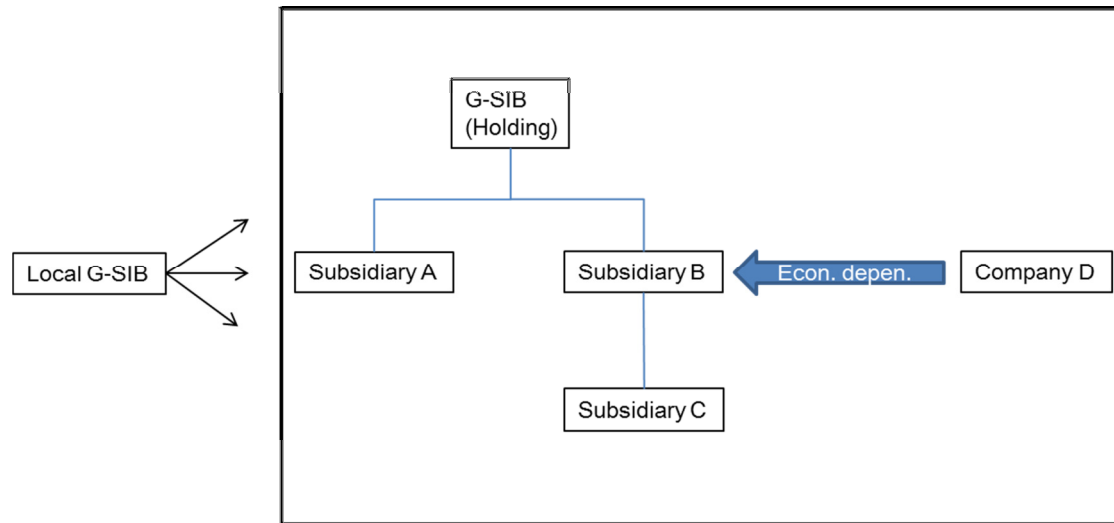 G-SIB
(Holding)
Local G-SIB
Subsidiary A
Subsidiary B
Econ. depen.
Company D
Subsidiary C